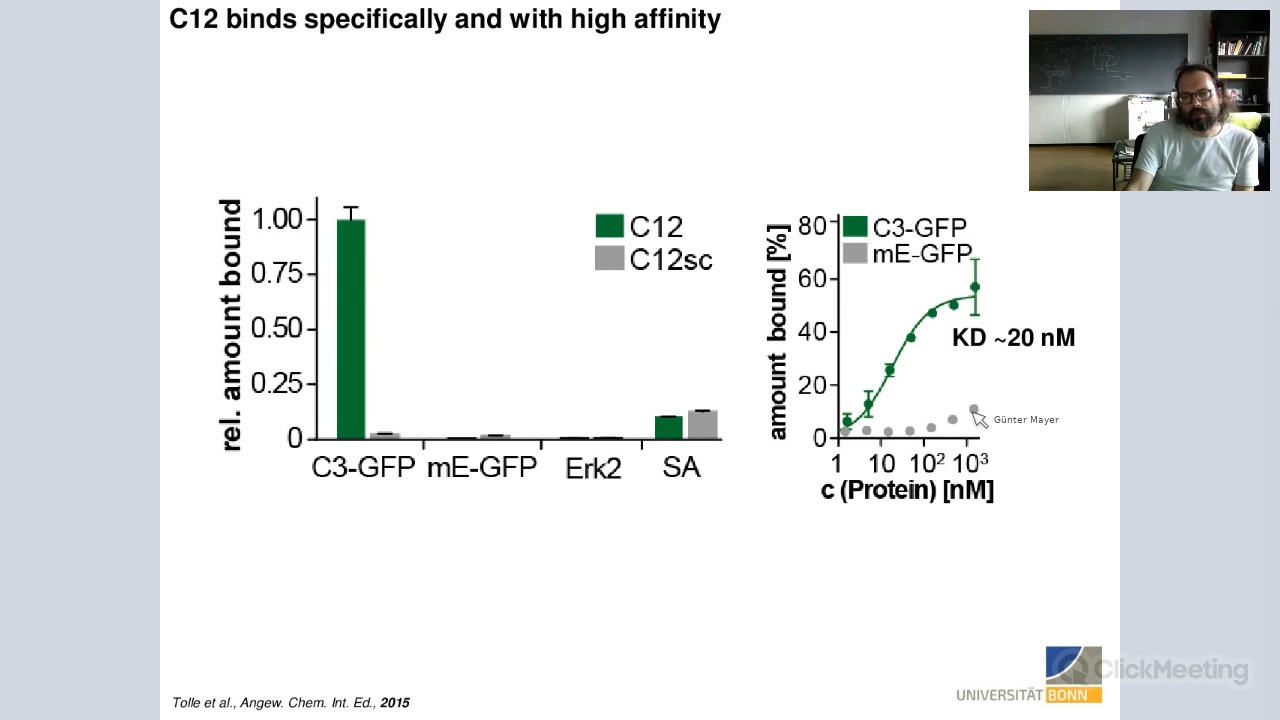 C12 binds specifically and with high affinity
rel. amount bound
1.00
0.75
0.50
0.25
0
C12
C12sc
C3-GFP mE-GFP Erk2 SA
amount bound [%]
80
60
40
20
0
C3-GFP
mE-GFP
KD ~20 nM
Günter Mayer
1 10 10² 10³
c (Protein) [nM]
ClickMeeting
UNIVERSITÄT BONN
Tolle et al., Angew. Chem. Int. Ed., 2015